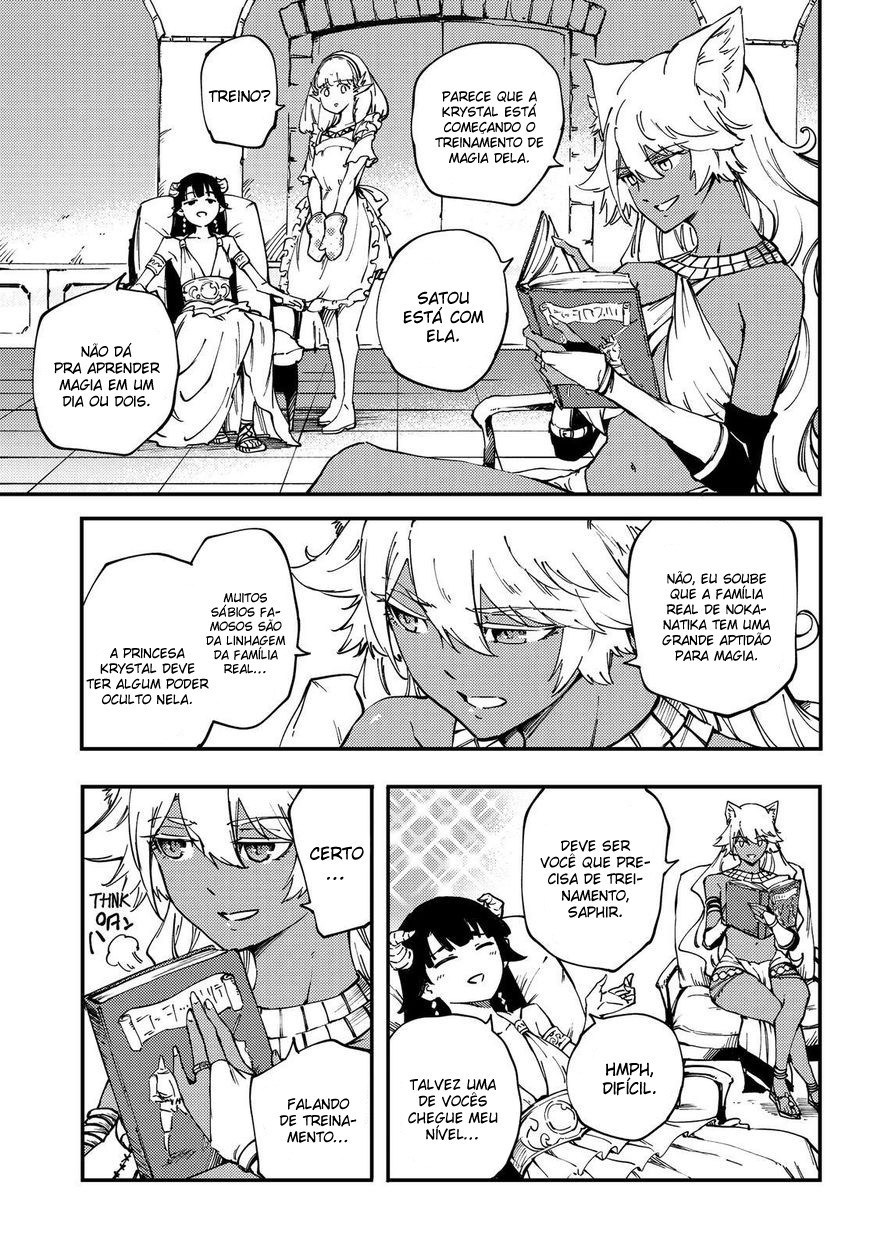 PARECE QUE A
KRYSTAL ESTÁ
COMEÇANDO O
TREINAMENTO DE
MAGIA DELA.
SATOU
ESTÁ COM
ELA.
TREINO?
NÃO DÁ
PRA APRENDER
MAGIA EM UM
DIA OU DOIS.
NÃO, EU SOUBE
QUE A FAMÍLIA
REAL DE NOKA-
NATIKA TEM UMA
GRANDE APTIDÃO
PARA MAGIA.
MUITOS
SÁBIOS FA-
MOSOS SÃO
DA LINHAGEM
DA FAMÍLIA
REAL...
A PRINCESA
KRYSTAL DEVE
TER ALGUM PODER
OCULTO NELA.
DEVE SER
VOCÊ QUE PRE-
CISA DE TREI-
NAMENTO,
SAPHIR.
HMPH,
DIFÍCIL.
TALVEZ UMA
DE VOCÊS
CHEGUE MEU
NÍVEL...
CERTO
...
THNK
FALANDO
DE TREINA-
MENTO...